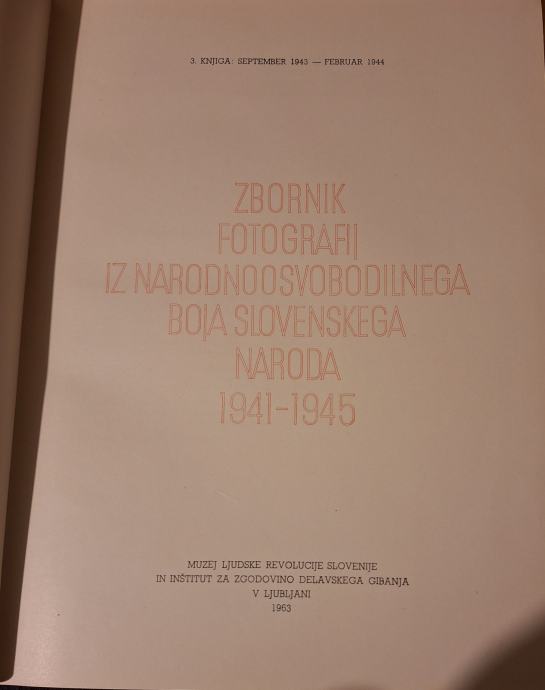 3. KNJIGA: SEPTEMBER 1943 — FEBRUAR 1944
ZBORNIK
FOTOGRAFIJ
IZ NARODNOOSVOBODILNEGA
BOJA SLOVENSKEGA
NARODA
1941-1945
MUZEJ LJUDSKE REVOLUCIJE SLOVENIJE
IN INŠTITUT ZA ZGODOVINO DELAVSKEGA GIBANJA
V LJUBLJANI
1963